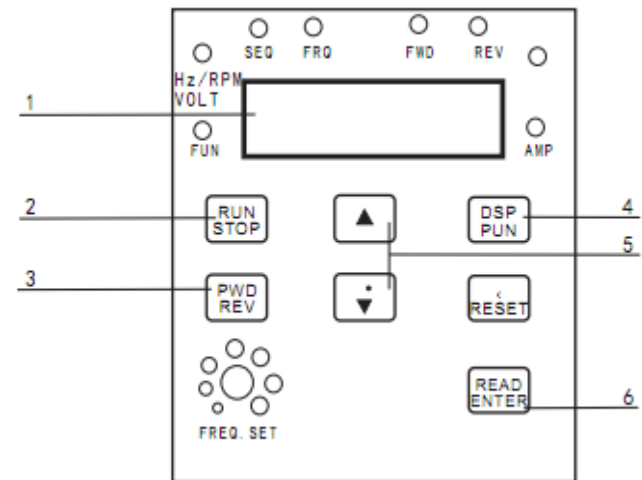 SEQ FRQ FWD REV
Hz/RPM
VOLT
1
FUN AMP
2 RUN
STOP DSP
PUN 4
5
3 PWD
REV <
RESET
READ
ENTER 6
FREQ. SET